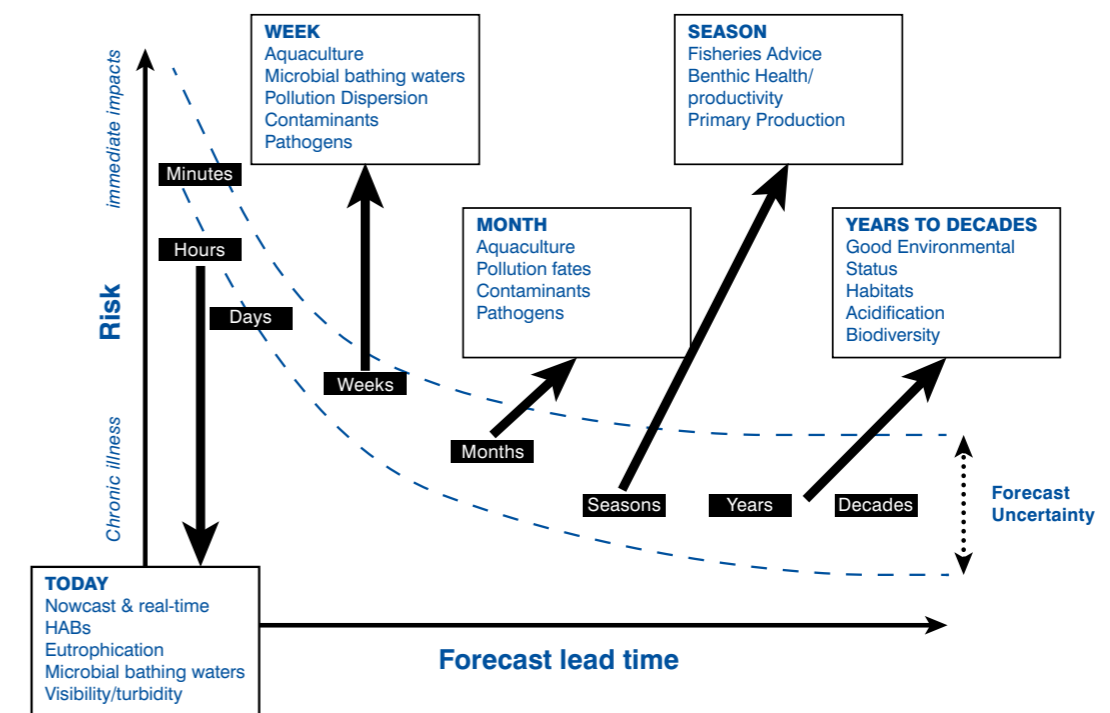 WEEK
Aquaculture
Microbial bathing waters
Pollution Dispersion
Contaminants
Pathogens
SEASON
Fisheries Advice
Benthic Health/
productivity
Primary Production
immediate impacts
Minutes
Hours
Days
Risk
MONTH
Aquaculture
Pollution fates
Contaminants
Pathogens
YEARS TO DECADES
Good Environmental
Status
Habitats
Acidification
Biodiversity
Weeks
Chronic illness
Months
Seasons
Years
Decades
Forecast
Uncertainty
TODAY
Nowcast & real-time
HABs
Eutrophication
Microbial bathing waters
Visibility/turbidity
Forecast lead time